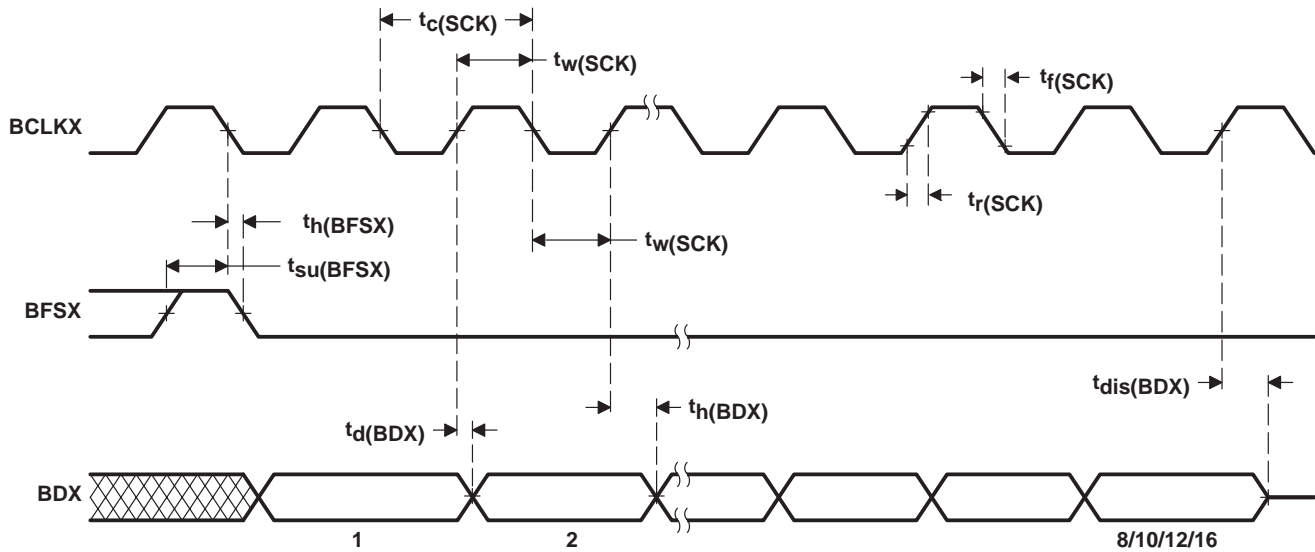 tc(SCK)
tw(SCK)
tf(SCK)
BCLKX
th(BFSX)
tr(SCK)
tw(SCK)
tsu(BFSX)
BFSX
tdis(BDX)
th(BDX)
td(BDX)
BDX
1 2 8/10/12/16